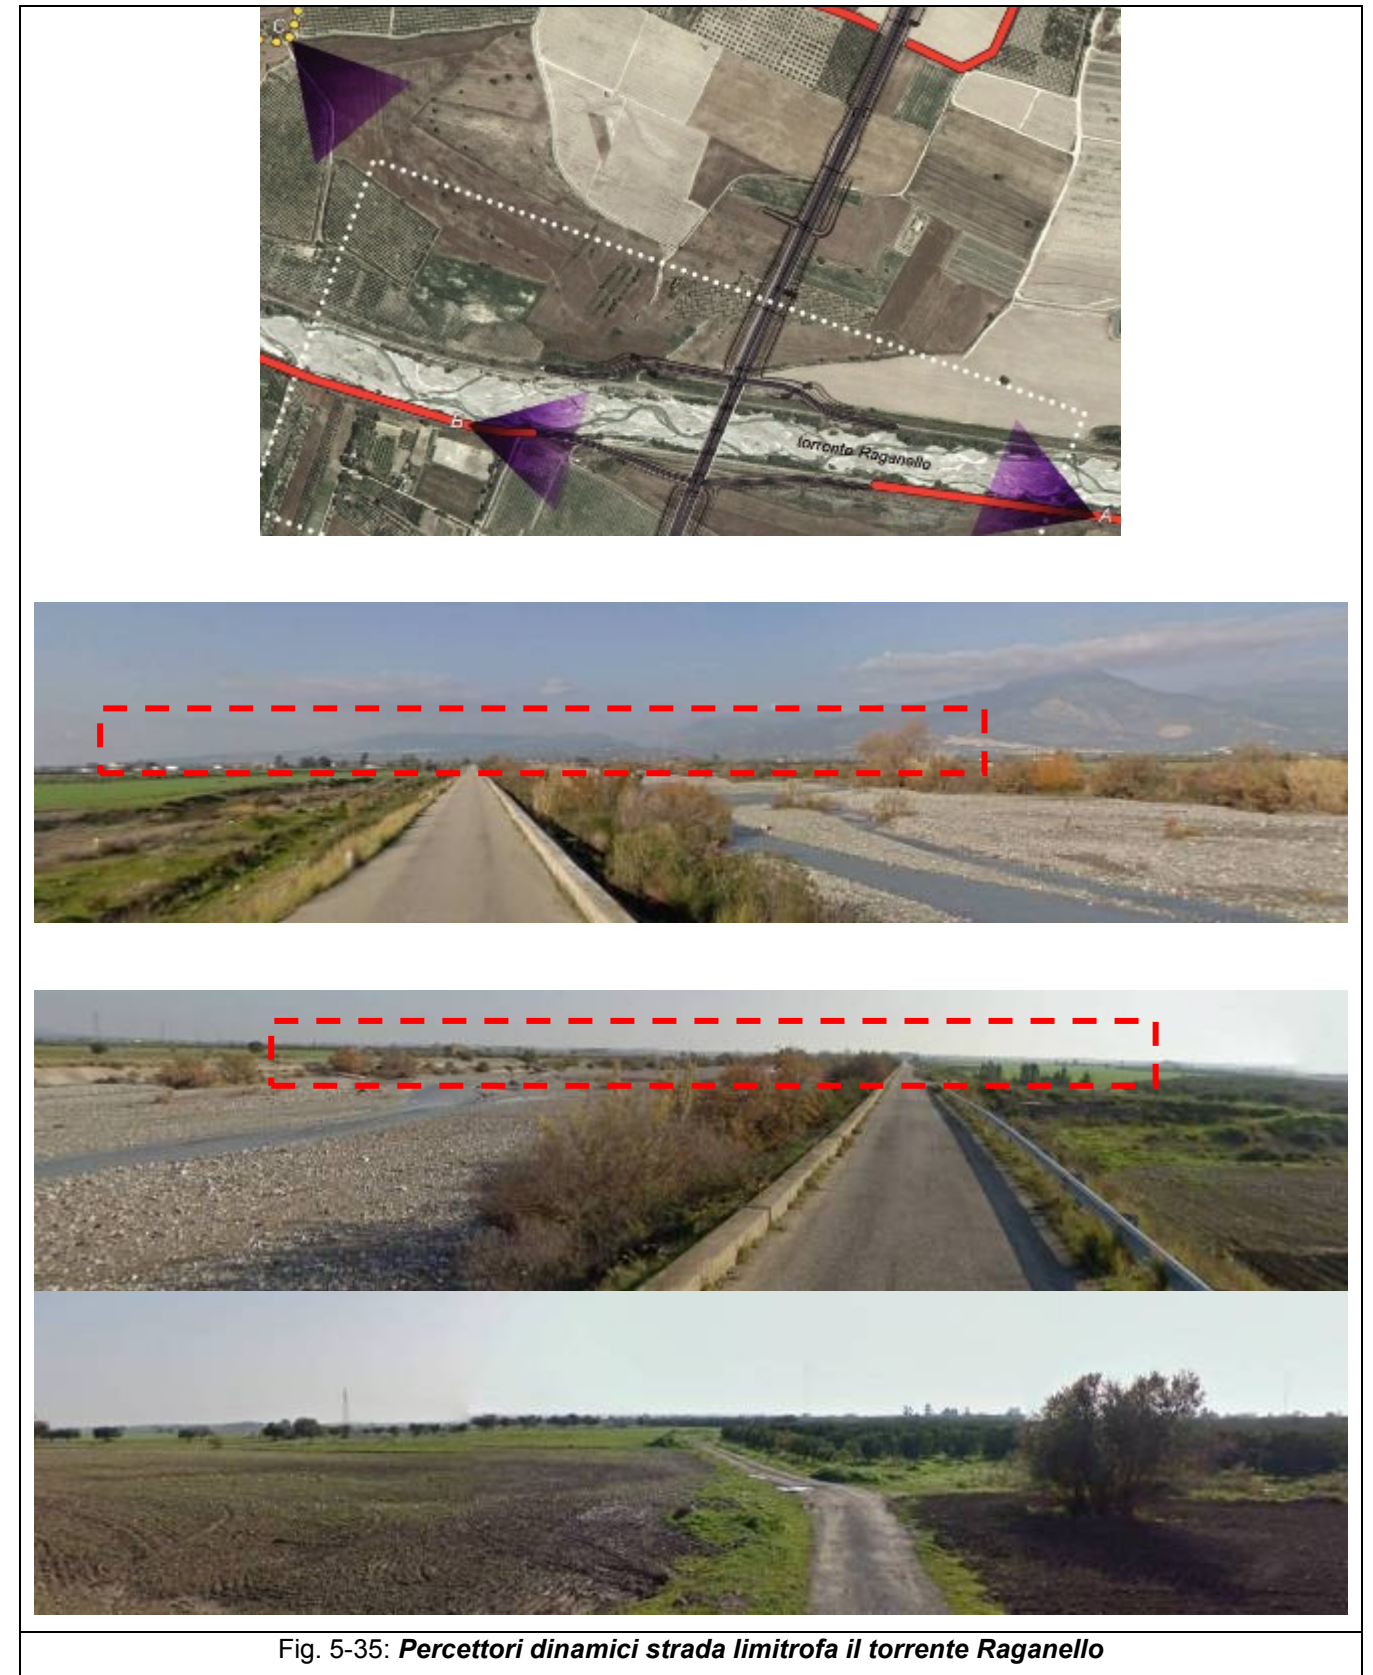 C
B
torrente Raganello
A
Fig. 5-35: Percettori dinamici strada limitrofa il torrente Raganello